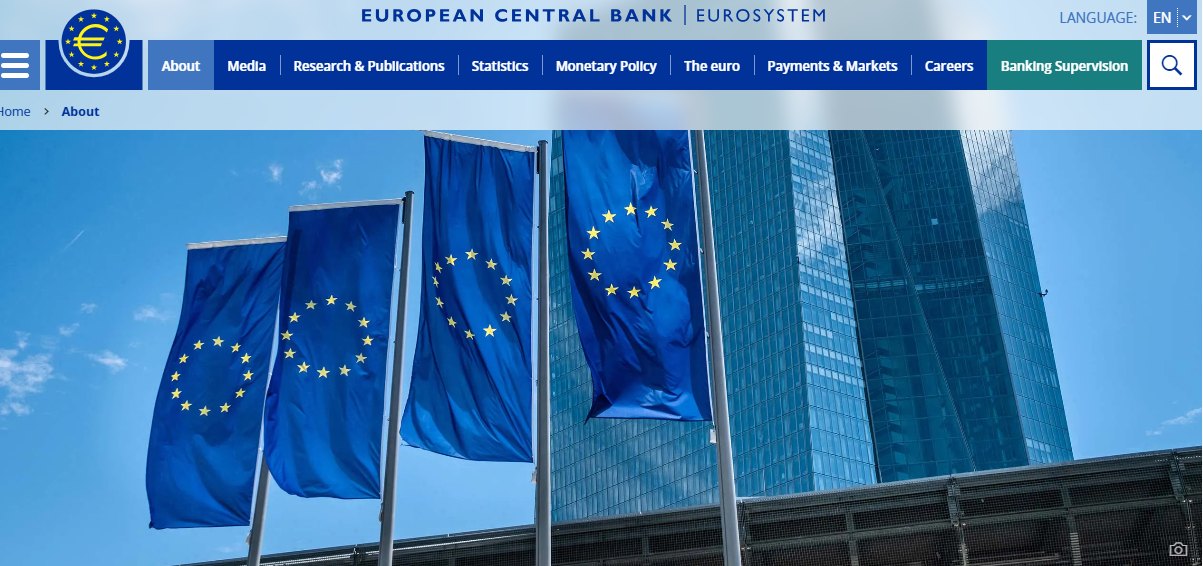 EUROPEAN CENTRAL BANK | EUROSYSTEM
LANGUAGE: EN
About Media Research & Publications Statistics Monetary Policy The euro Payments & Markets Careers Banking Supervision
Home > About